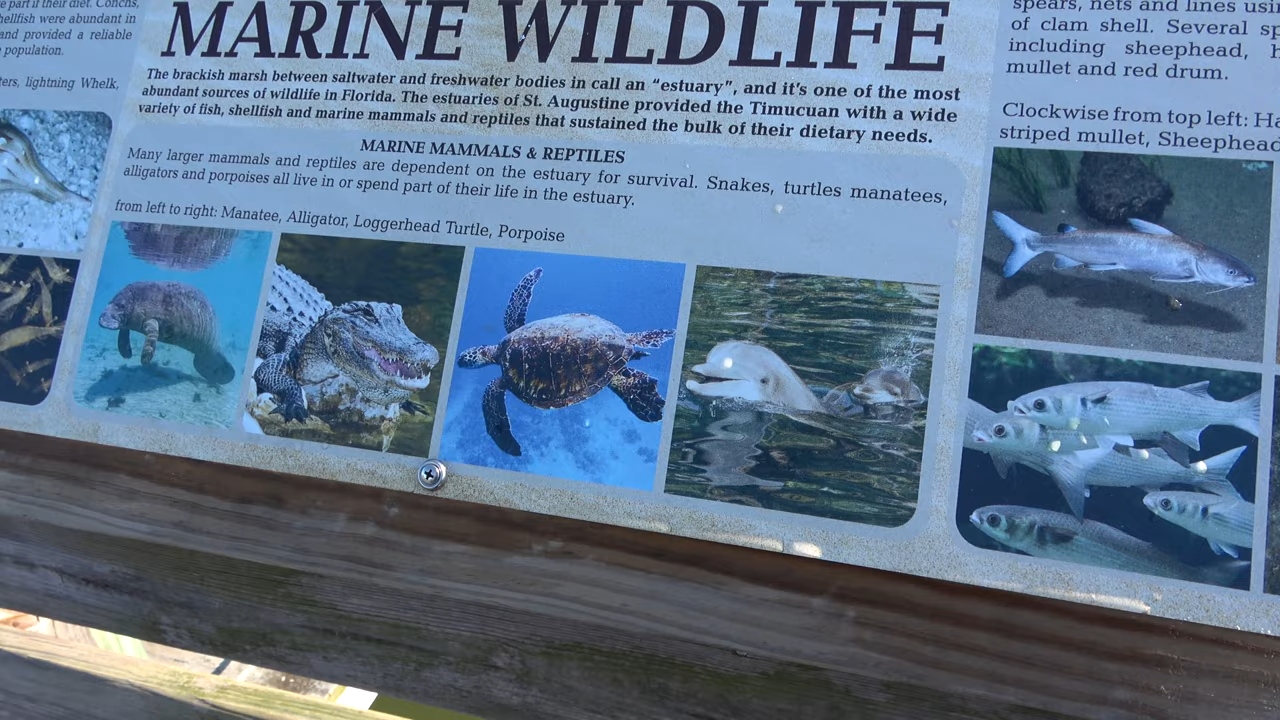 part if their diet. Conchs,
hellfish were abundant in
and provided a reliable
population.
ters, lightning Whelk,
MARINE WILDLIFE
The brackish marsh between saltwater and freshwater bodies in call an “estuary”, and it’s one of the most
abundant sources of wildlife in Florida. The estuaries of St. Augustine provided the Timucuan with a wide
variety of fish, shellfish and marine mammals and reptiles that sustained the bulk of their dietary needs.
MARINE MAMMALS & REPTILES
Many larger mammals and reptiles are dependent on the estuary for survival. Snakes, turtles manatees,
alligators and porpoises all live in or spend part of their life in the estuary.
from left to right: Manatee, Alligator, Loggerhead Turtle, Porpoise
spears, nets and lines usin
of clam shell. Several sp
including sheephead,
mullet and red drum.
Clockwise from top left: Ha
striped mullet, Sheephead